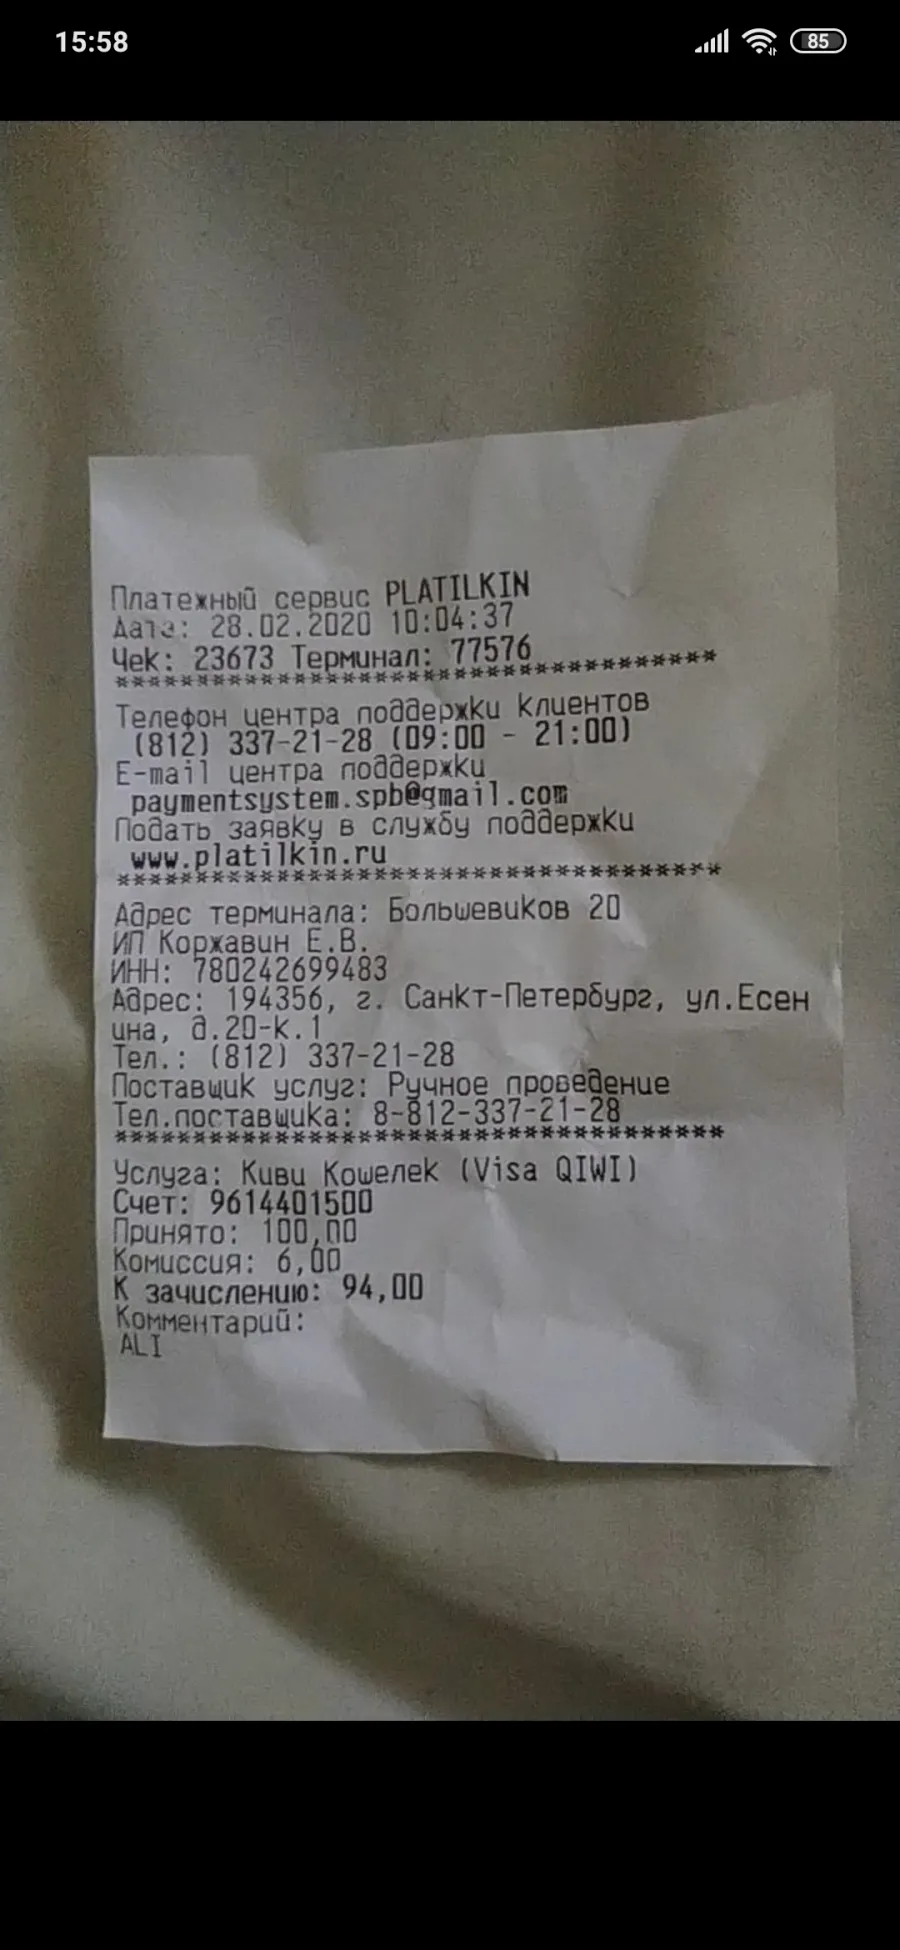 15:58
85
Платежный сервис PLATILKIN
Дата: 28.02.2020 10:04:37
Чек: 23673 Терминал: 77576
**************************************
Телефон центра поддержки клиентов
(812) 337-21-28 (09:00 - 21:00)
E-mail центра поддержки
paymentsystem.spb@gmail.com
Подать заявку в службу поддержки
www.platilkin.ru
**************************************
Адрес терминала: Большевиков 20
ИП Коржавин Е.В.
ИНН: 780242699483
Адрес: 194356, г. Санкт-Петербург, ул.Есен
ина, д.20-к.1
Тел.: (812) 337-21-28
Поставщик услуг: Ручное проведение
Тел.поставщика: 8-812-337-21-28
**************************************
Услуга: Киви Кошелек (Visa QIWI)
Счет: 9614401500
Принято: 100,00
Комиссия: 6,00
К зачислению: 94,00
Комментарий:
ALI